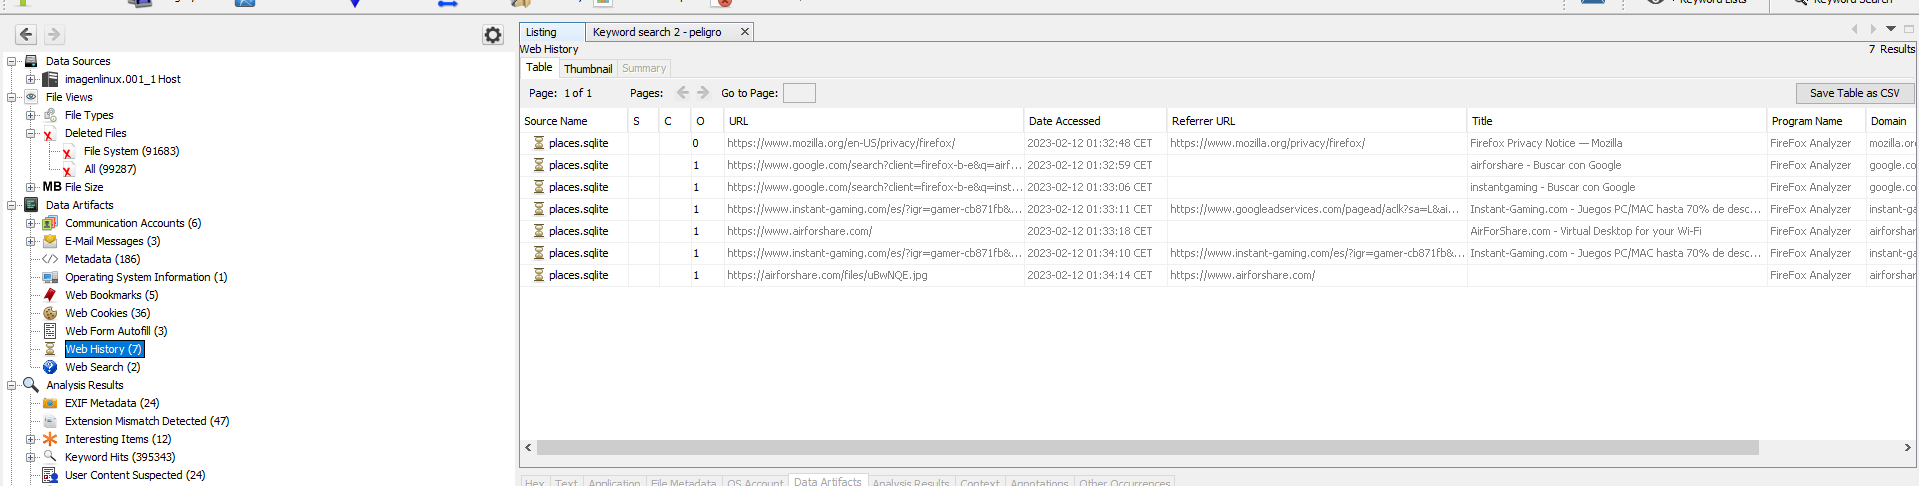 Keyword Lists
Keyword Search
Listing
Keyword search 2 - peligro
Web History
7 Results
Table
Thumbnail
Summary
Page: 1 of 1
Pages:
Go to Page:
Save Table as CSV
Source Name S C O URL Date Accessed Referrer URL Title Program Name Domain
places.sqlite 0 https://www.mozilla.org/en-US/privacy/firefox/ 2023-02-12 01:32:48 CET https://www.mozilla.org/privacy/firefox/ Firefox Privacy Notice — Mozilla FireFox Analyzer mozilla.or
places.sqlite 1 https://www.google.com/search?client=firefox-b-e&q=airf... 2023-02-12 01:32:59 CET airforshare - Buscar con Google FireFox Analyzer google.co
places.sqlite 1 https://www.google.com/search?client=firefox-b-e&q=inst... 2023-02-12 01:33:06 CET instantgaming - Buscar con Google FireFox Analyzer google.co
places.sqlite 1 https://www.instant-gaming.com/es/?igr=gamer-cb871fb&... 2023-02-12 01:33:11 CET https://www.googleadservices.com/pagead/aclk?sa=L&ai... Instant-Gaming.com - Juegos PC/MAC hasta 70% de desc... FireFox Analyzer instant-ga
places.sqlite 1 https://www.airforshare.com/ 2023-02-12 01:33:18 CET AirForShare.com - Virtual Desktop for your Wi-Fi FireFox Analyzer airforshar
places.sqlite 1 https://www.instant-gaming.com/es/?igr=gamer-cb871fb&... 2023-02-12 01:34:10 CET https://www.instant-gaming.com/es/?igr=gamer-cb871fb&... Instant-Gaming.com - Juegos PC/MAC hasta 70% de desc... FireFox Analyzer instant-ga
places.sqlite 1 https://airforshare.com/files/uBwNQE.jpg 2023-02-12 01:34:14 CET https://www.airforshare.com/ FireFox Analyzer airforshar
Data Sources
imagenlinux.001_1 Host
File Views
File Types
Deleted Files
File System (91683)
All (99287)
MB File Size
Data Artifacts
Communication Accounts (6)
E-Mail Messages (3)
Metadata (186)
Operating System Information (1)
Web Bookmarks (5)
Web Cookies (36)
Web Form Autofill (3)
Web History (7)
Web Search (2)
Analysis Results
EXIF Metadata (24)
Extension Mismatch Detected (47)
Interesting Items (12)
Keyword Hits (395343)
User Content Suspected (24)
Hex Text Application File Metadata OS Account Data Artifacts Analysis Results Context Annotations Other Occurrences